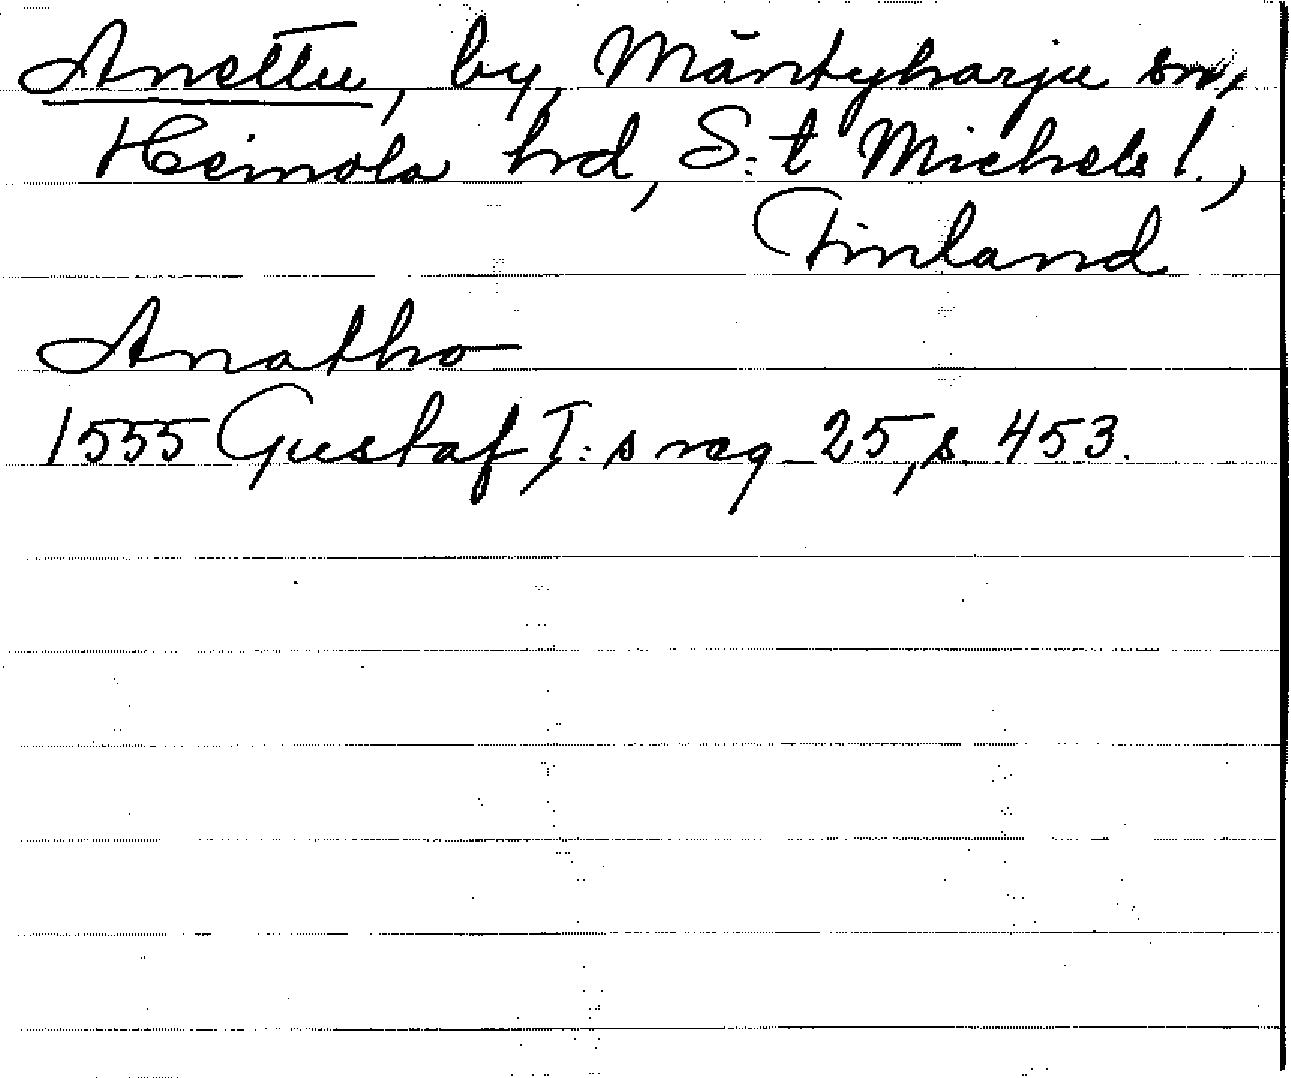 Anettu, by, Mäntyharju sn,
Heinola hd, S:t Michels l.,
Finland
Anatho
1555 Gustaf I:s reg 25, s. 453.